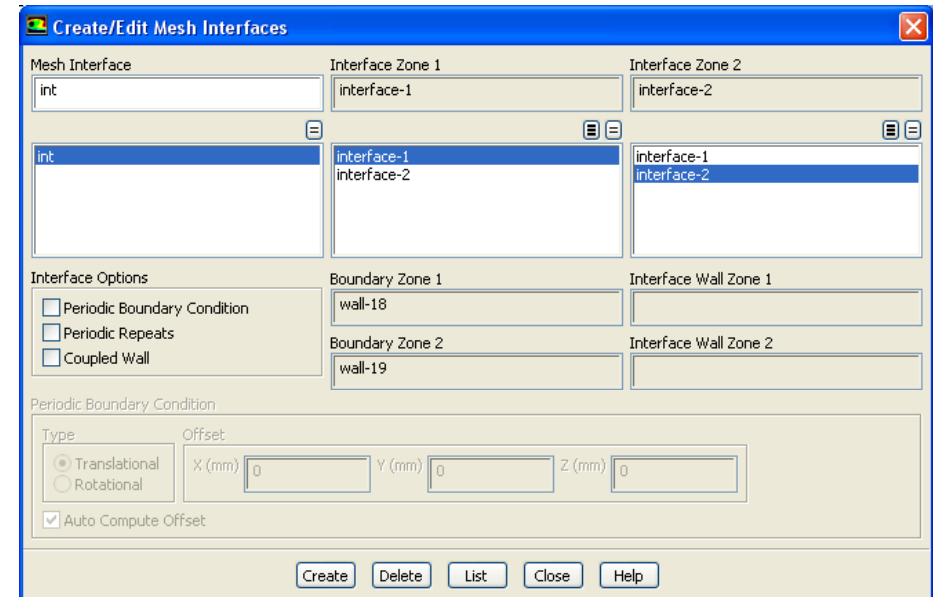 Create/Edit Mesh Interfaces
Mesh Interface
Interface Zone 1
Interface Zone 2
int
interface-1
interface-2
int
interface-1
interface-2
interface-1
interface-2
Interface Options
Periodic Boundary Condition
Periodic Repeats
Coupled Wall
Boundary Zone 1
wall-18
Interface Wall Zone 1
Boundary Zone 2
wall-19
Interface Wall Zone 2
Periodic Boundary Condition
Type
Translational
Rotational
Offset
X (mm) 0
Y (mm) 0
Z (mm) 0
Auto Compute Offset
Create
Delete
List
Close
Help